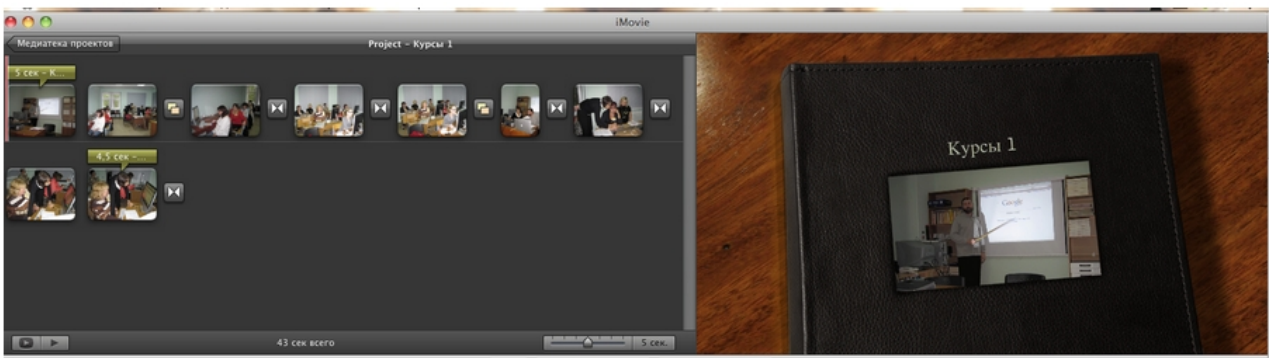 iMovie
Медиатека проектов
Project – Курсы 1
5 сек – К...
4,5 сек –...
43 сек всего
5 сек.
Курсы 1
Google